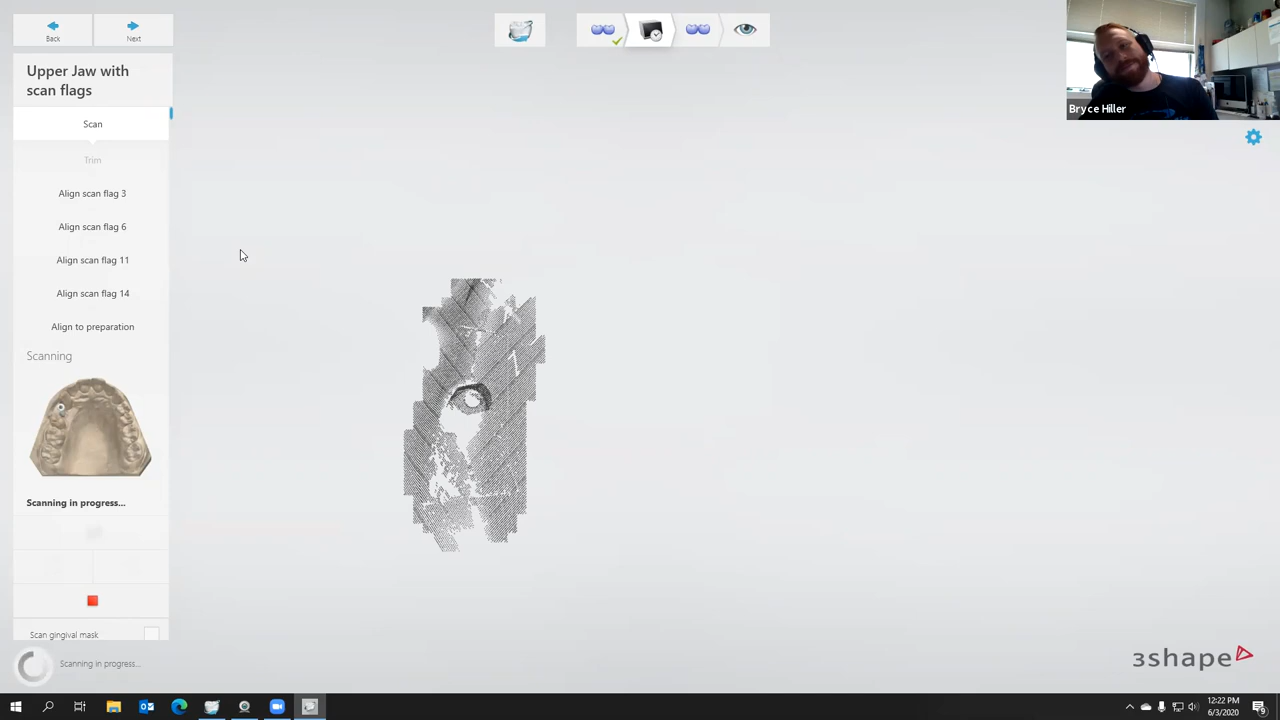 Back
Next
Upper Jaw with
scan flags
Scan
Trim
Align scan flag 3
Align scan flag 6
Align scan flag 11
Align scan flag 14
Align to preparation
Scanning
Scanning in progress...
Scan gingival mask
Scanning in progress...
Bryce Hiller
3shape
12:22 PM
6/3/2020
9